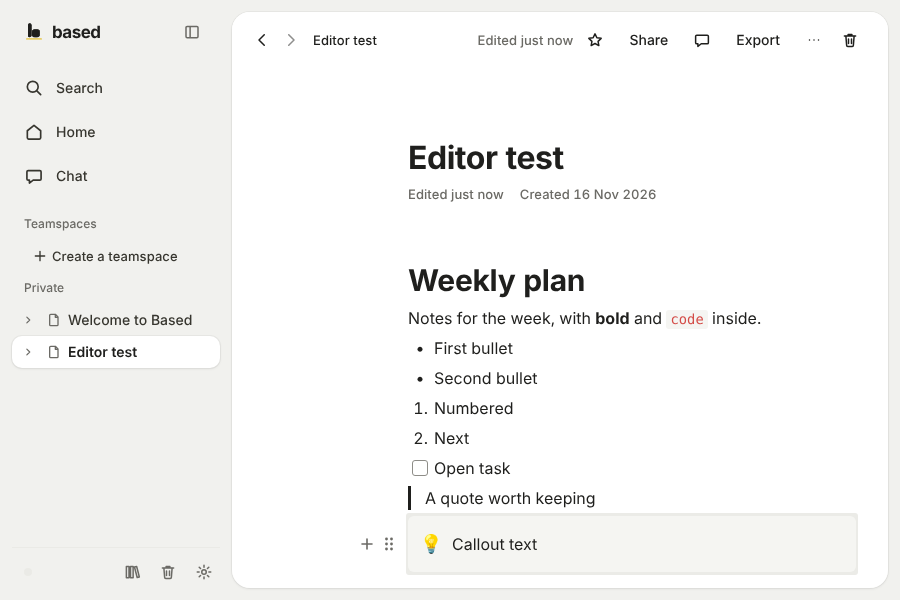 based
Search
Home
Chat
Teamspaces
Create a teamspace
Private
Welcome to Based
Editor test
Editor test
Edited just now
Share
Export
Editor test
Edited just now Created 16 Nov 2026
Weekly plan
Notes for the week, with bold and code inside.
• First bullet
• Second bullet
1. Numbered
2. Next
Open task
A quote worth keeping
Callout text